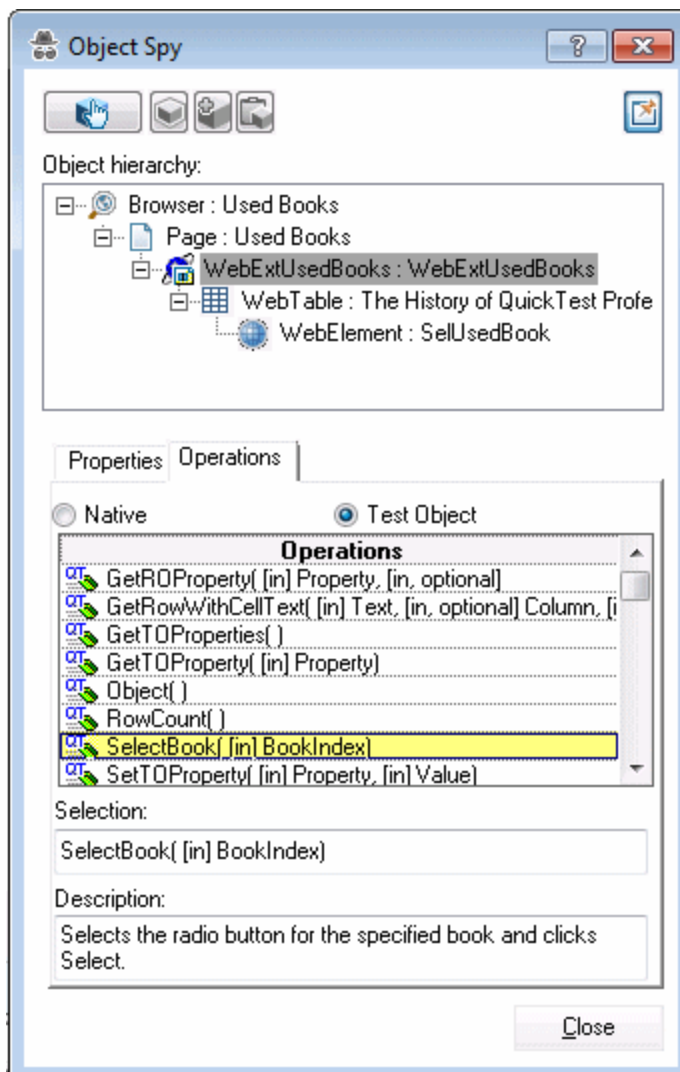 Object Spy
Object hierarchy:
Browser : Used Books
Page : Used Books
WebExtUsedBooks : WebExtUsedBooks
WebTable : The History of QuickTest Profe
WebElement : SelUsedBook
Properties Operations
Native Test Object
Operations
GetROProperty( [in] Property, [in, optional]
GetRowWithCellText( [in] Text, [in, optional] Column, [i
GetTOProperties( )
GetTOProperty( [in] Property)
Object( )
RowCount( )
SelectBook( [in] BookIndex)
SetTOProperty( [in] Property, [in] Value)
Selection:
SelectBook( [in] BookIndex)
Description:
Selects the radio button for the specified book and clicks
Select.
Close